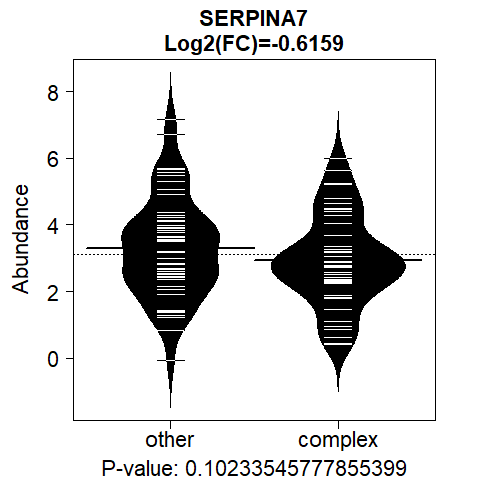 SERPINA7
Log2(FC)=-0.6159
8
6
4
2
0
Abundance
other complex
P-value: 0.10233545777855399